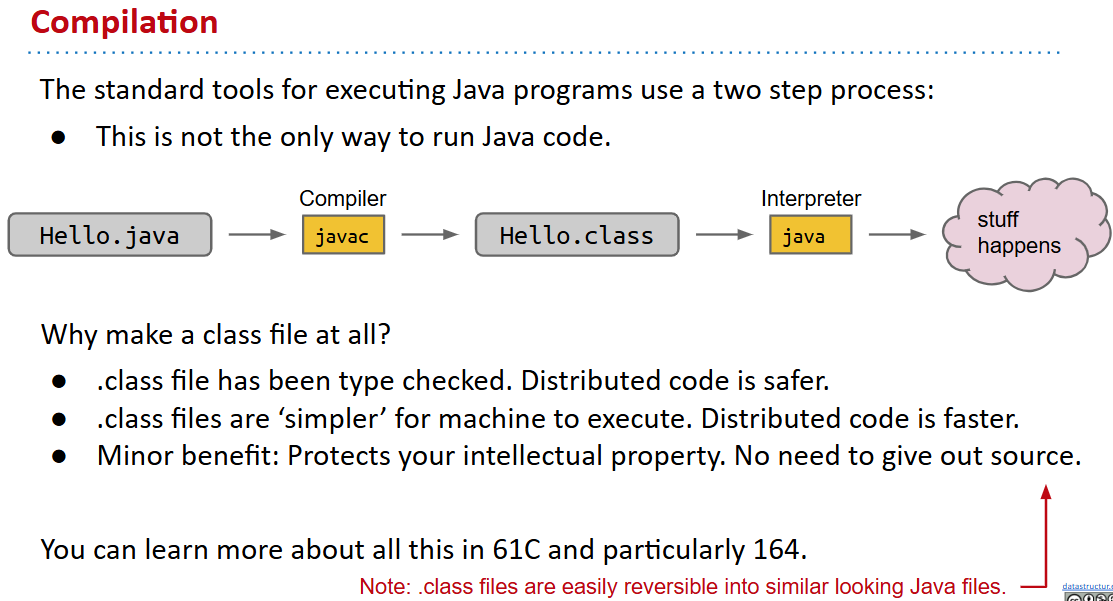 Compilation
The standard tools for executing Java programs use a two step process:
● This is not the only way to run Java code.
Compiler
Interpreter
Hello.java
javac
Hello.class
java
stuff
happens
Why make a class file at all?
● .class file has been type checked. Distributed code is safer.
● .class files are ‘simpler’ for machine to execute. Distributed code is faster.
● Minor benefit: Protects your intellectual property. No need to give out source.
You can learn more about all this in 61C and particularly 164.
Note: .class files are easily reversible into similar looking Java files.